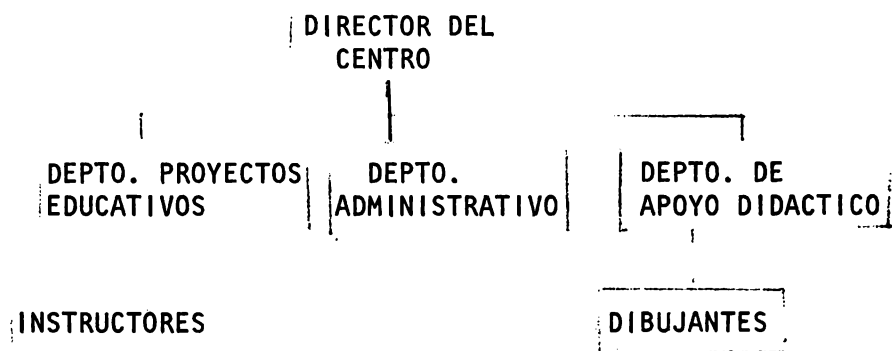 DIRECTOR DEL
CENTRO
DEPTO. PROYECTOS
EDUCATIVOS
DEPTO.
ADMINISTRATIVO
DEPTO. DE
APOYO DIDACTICO
INSTRUCTORES
DIBUJANTES